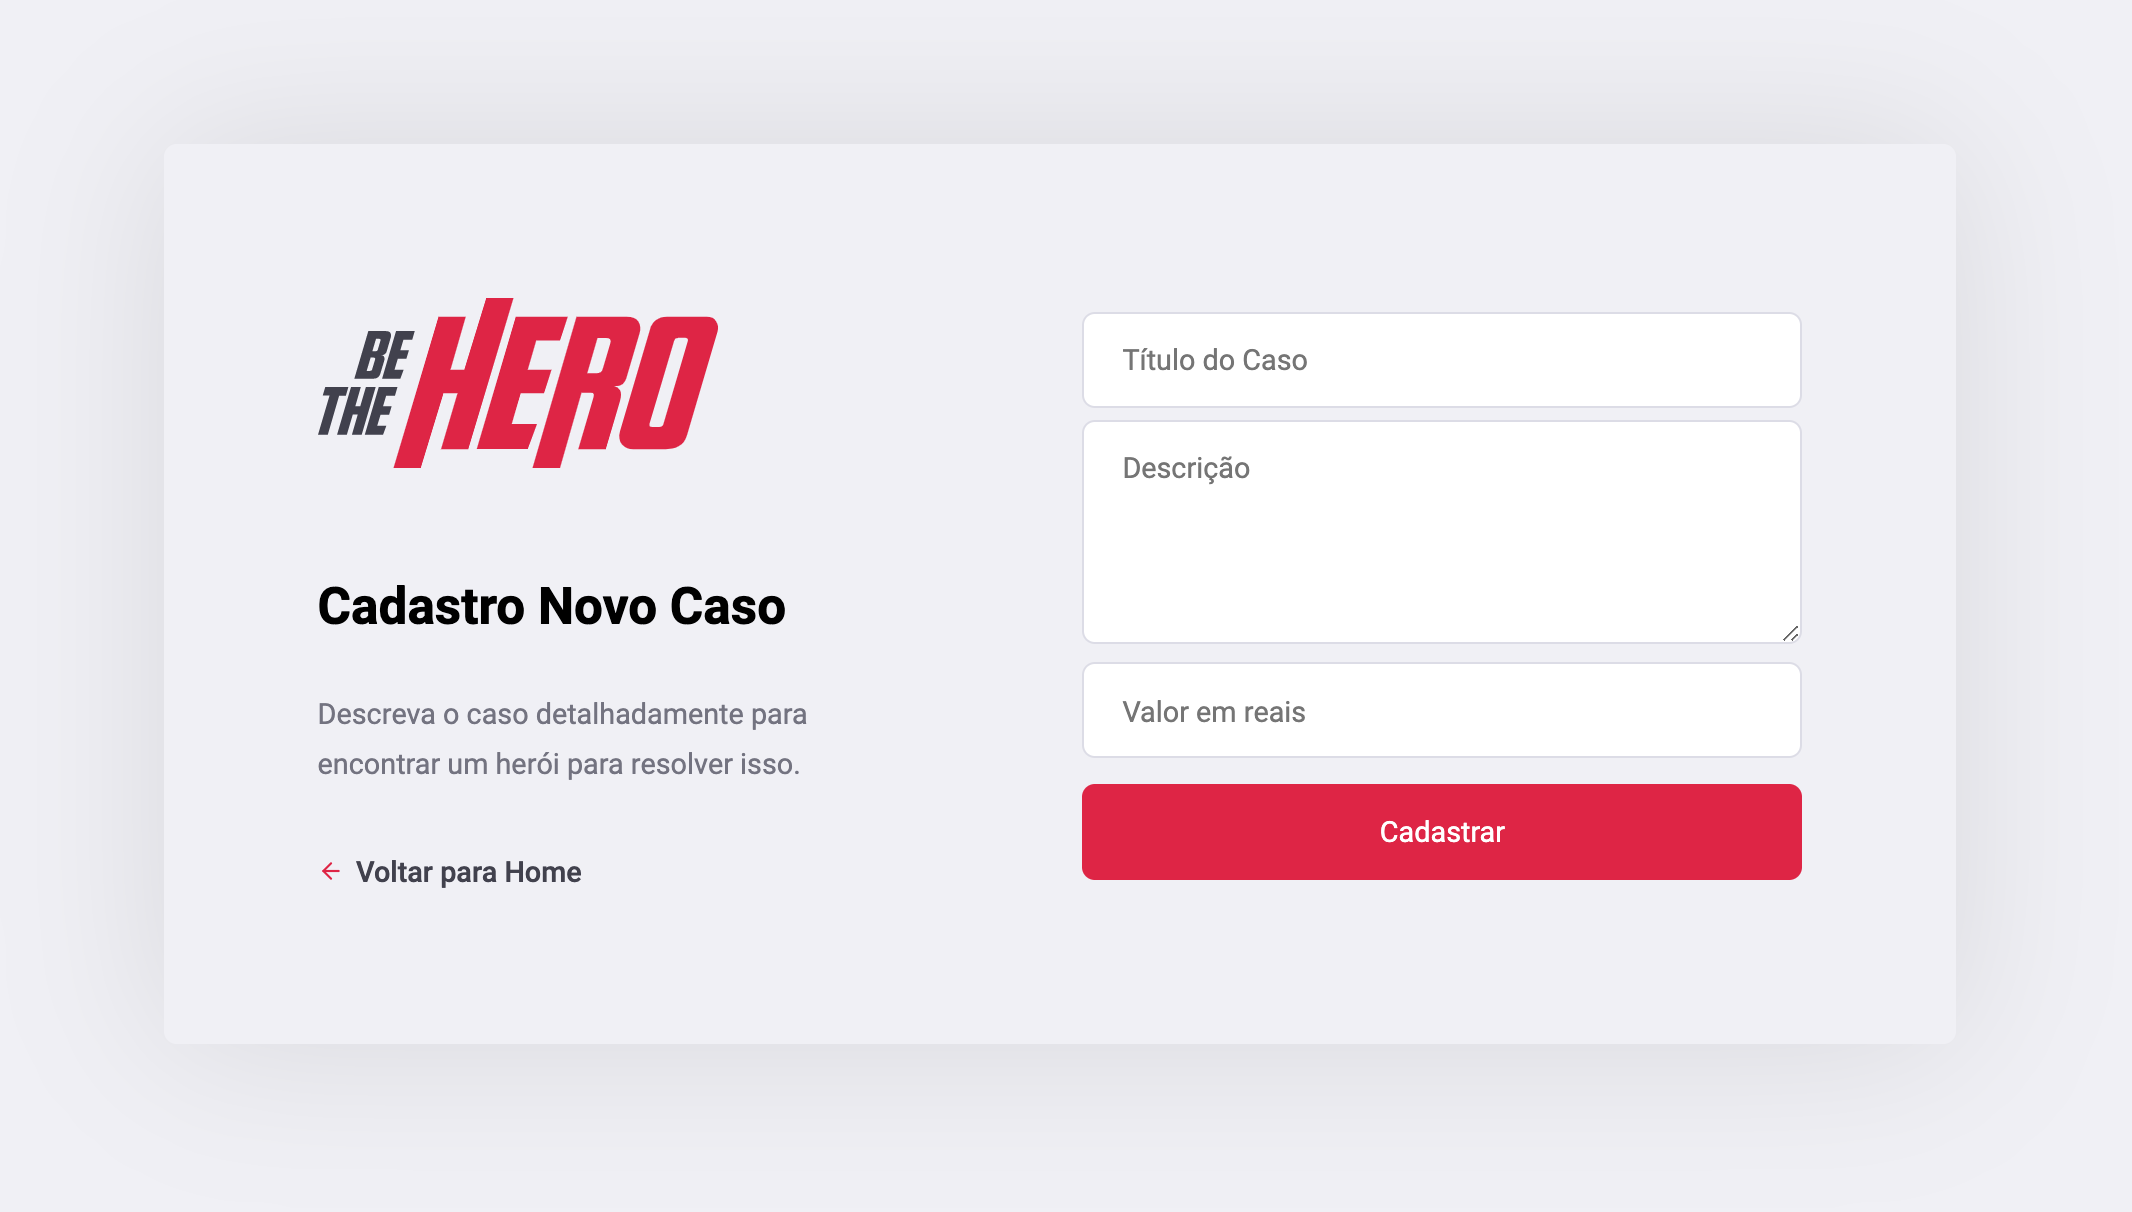 BE
THE
HERO
Cadastro Novo Caso
Descreva o caso detalhadamente para
encontrar um herói para resolver isso.
Voltar para Home
Título do Caso
Descrição
Valor em reais
Cadastrar